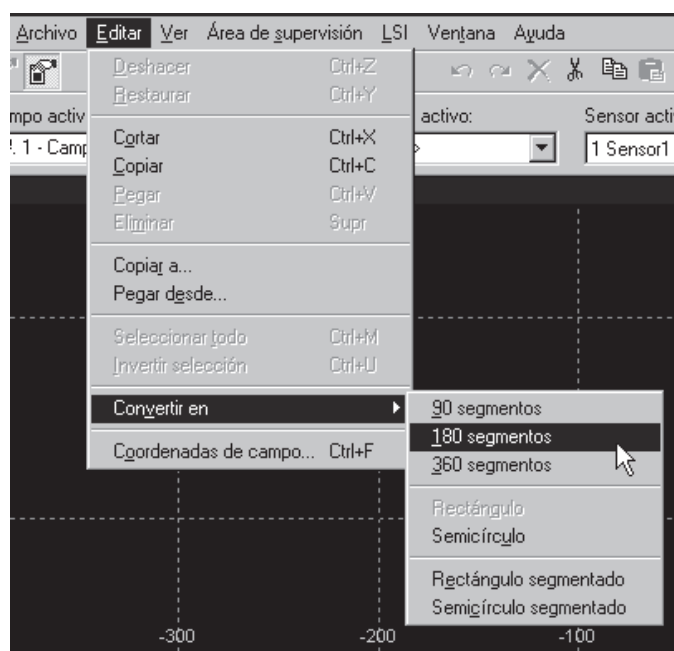 Archivo Editar Ver Área de supervisión LSI Ventana Ayuda
Deshacer Ctrl+Z
Restaurar Ctrl+Y
mpo activ activo: Sensor acti
1 - Camp 1 Sensor1
Cortar Ctrl+X
Copiar Ctrl+C
Pegar Ctrl+V
Eliminar Supr
Copiar a...
Pegar desde...
Seleccionar todo Ctrl+M
Invertir selección Ctrl+U
Convertir en
90 segmentos
180 segmentos
360 segmentos
Coordenadas de campo... Ctrl+F
Rectángulo
Semicírculo
Rectángulo segmentado
Semicírculo segmentado
-300 -200 -100